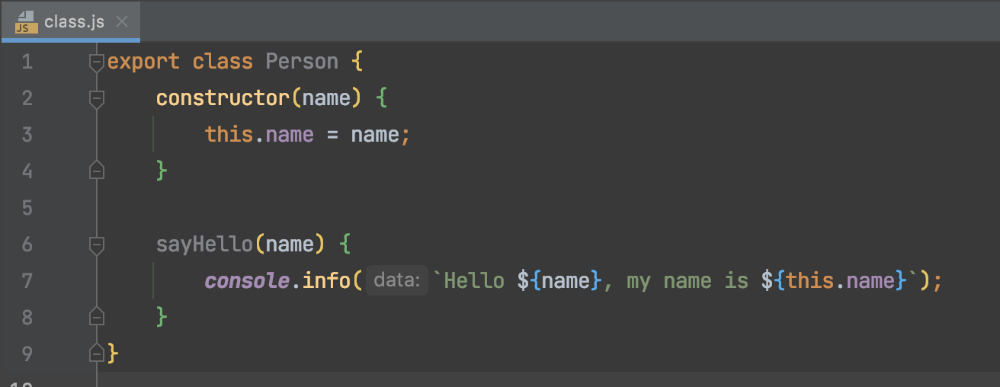 JS class.js ×
1 export class Person {
2     constructor(name) {
3         this.name = name;
4     }
5
6     sayHello(name) {
7         console.info( data: `Hello ${name}, my name is ${this.name}`);
8     }
9 }